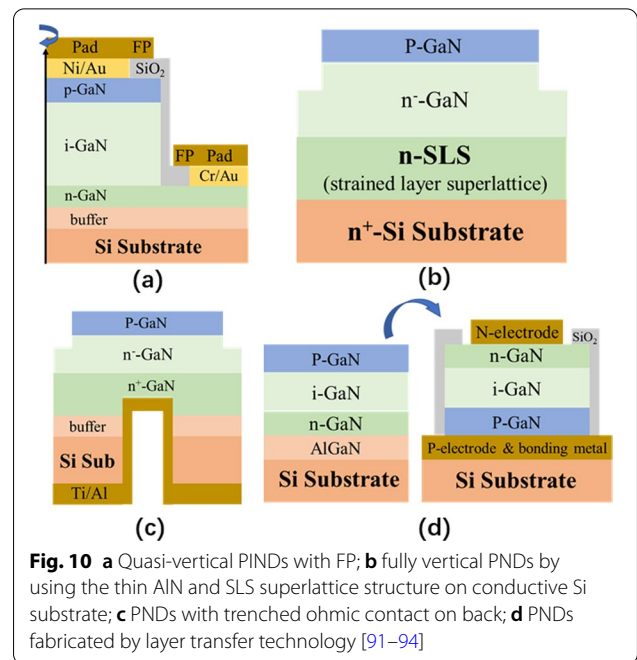 Pad FP
Ni/Au SiO₂
p-GaN
i-GaN
FP Pad
Cr/Au
n-GaN
buffer
Si Substrate
(a)
P-GaN
n⁻-GaN
n-SLS
(strained layer superlattice)
n⁺-Si Substrate
(b)
P-GaN
n⁻-GaN
n⁺-GaN
buffer
Si Sub
Ti/Al
(c)
P-GaN
i-GaN
n-GaN
AlGaN
Si Substrate
N-electrode SiO₂
n-GaN
i-GaN
P-GaN
P-electrode & bonding metal
Si Substrate
(d)
Fig. 10 a Quasi-vertical PINDs with FP; b fully vertical PNDs by
using the thin AlN and SLS superlattice structure on conductive Si
substrate; c PNDs with trenched ohmic contact on back; d PNDs
fabricated by layer transfer technology [91–94]